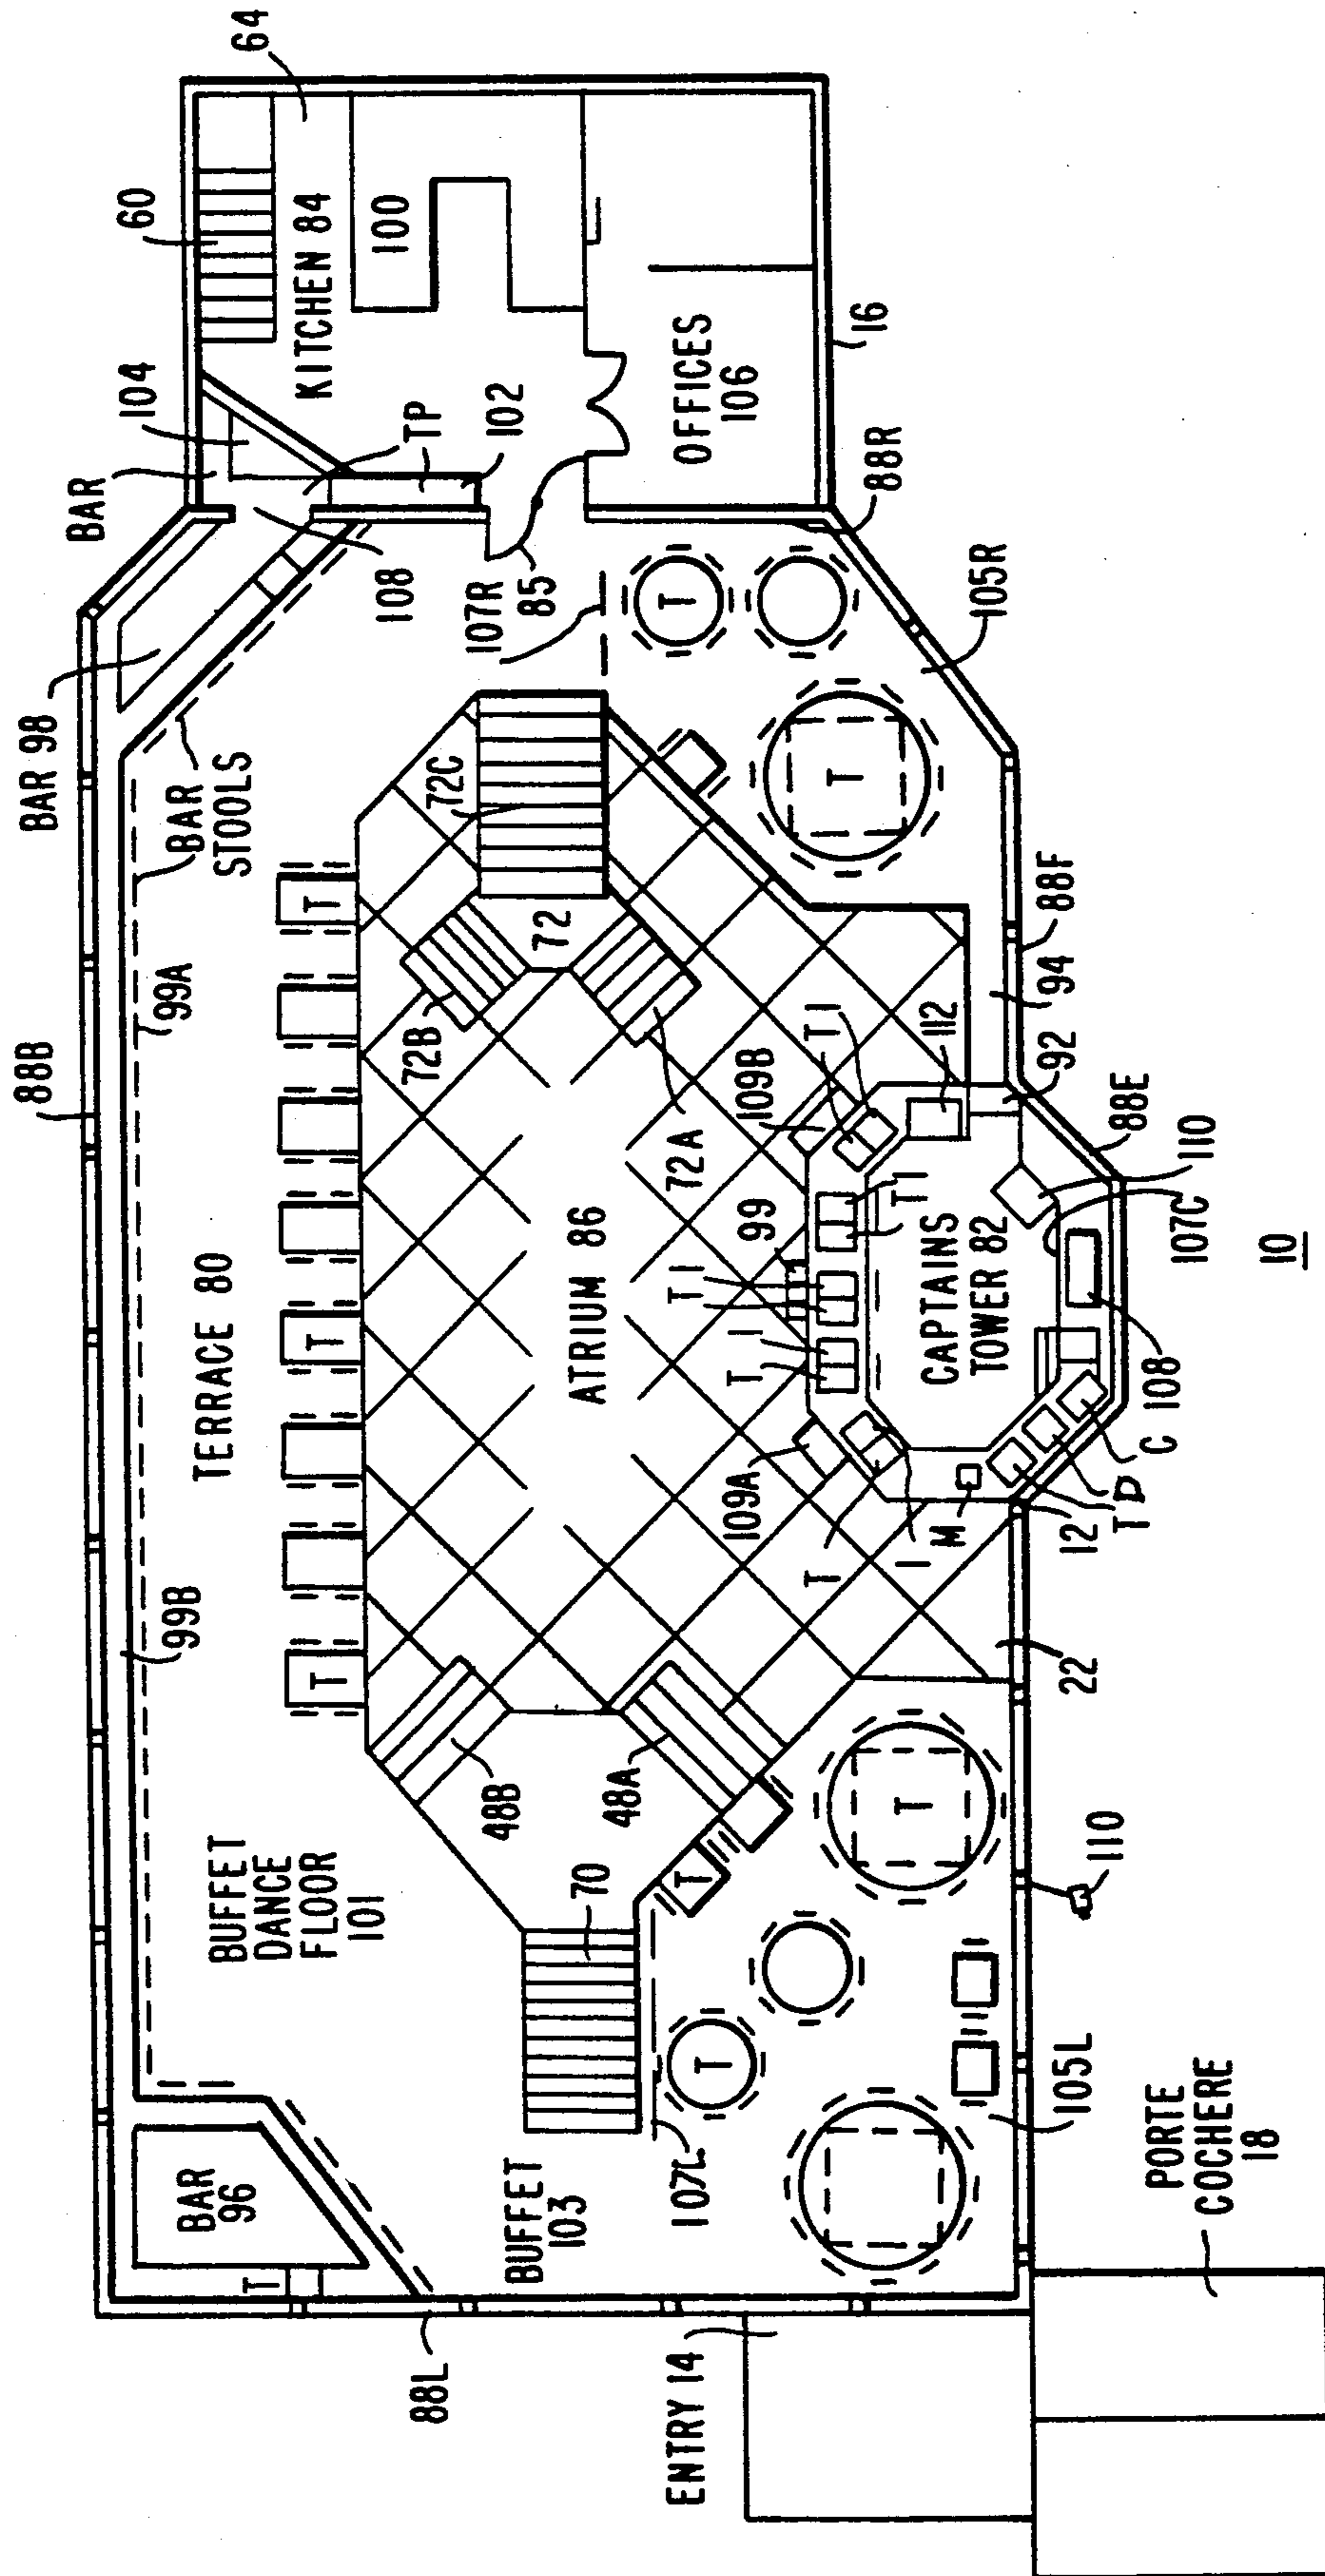 64
60
KITCHEN 84
100
104
BAR
TP
102
OFFICES
106
16
88R
108
107R
85
T
105R
BAR 98
BAR
STOOLS
72C
T
88B
99A
T
72
72B
72A
88F
94
92
112
T1
109B
88E
110
107C
10
99
T1
T1
TERRACE 80
ATRIUM 86
CAPTAINS
TOWER 82
T
T
1
108
C
109A
TP
12
M
1
T
99B
T
48B
48A
22
BUFFET
DANCE
FLOOR
101
70
T
T
110
BAR
96
T
BUFFET
103
107L
T
105L
PORTE
COCHERE
18
88L
ENTRY 14